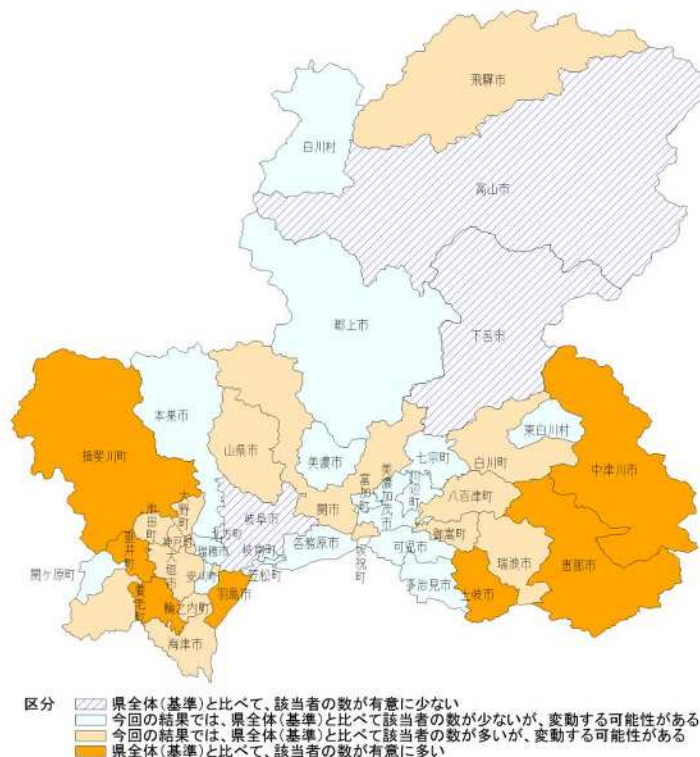 飛騨市
白川村
高山市
郡上市
下呂市
本巣市
揖斐川町
山県市
美濃市
七宗町
東白川村
白川町
中津川市
富加町
美濃加茂市
川辺町
八百津町
関市
大野町
池田町
岐阜市
北方町
神戸町
瑞穂市
岐南町
各務原市
坂祝町
御嵩町
可児市
瑞浪市
恵那市
関ケ原町
垂井町
大垣市
安八町
笠松町
羽島市
多治見市
土岐市
養老町
輪之内町
海津市
区分
県全体(基準)と比べて、該当者の数が有意に少ない
今回の結果では、県全体(基準)と比べて該当者の数が少ないが、変動する可能性がある
今回の結果では、県全体(基準)と比べて該当者の数が多いが、変動する可能性がある
県全体(基準)と比べて、該当者の数が有意に多い